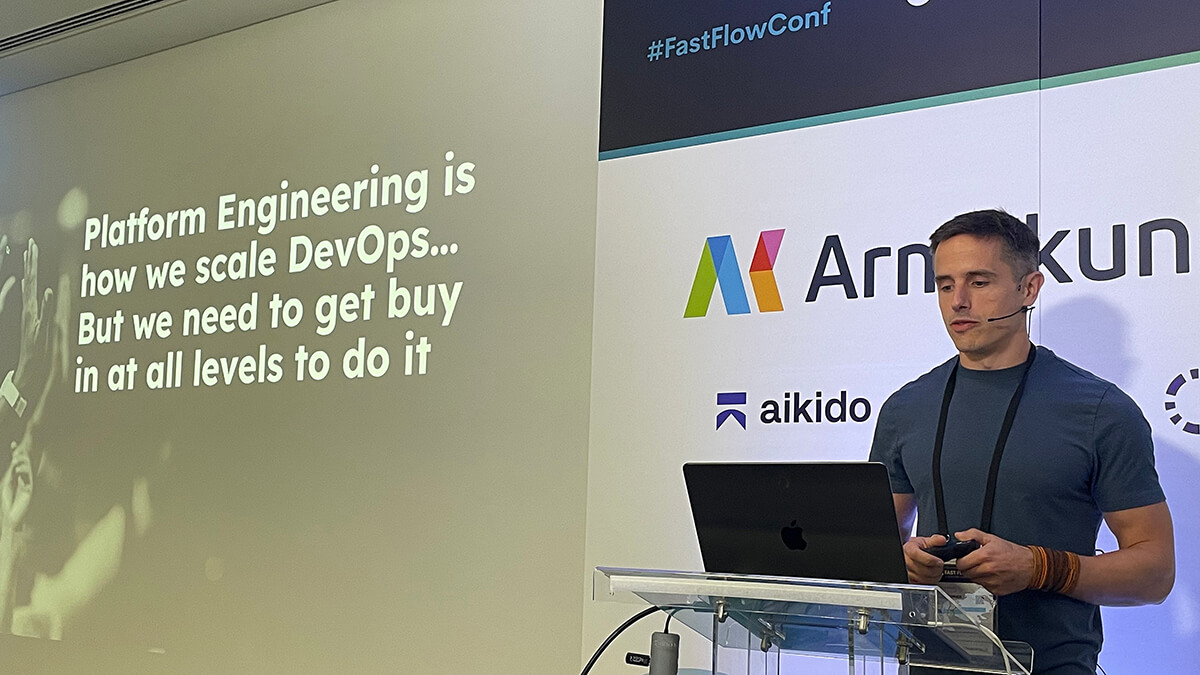 Platform Engineering is
how we scale DevOps...
But we need to get buy
in at all levels to do it
#FastFlowConf
Arm kun
aikido